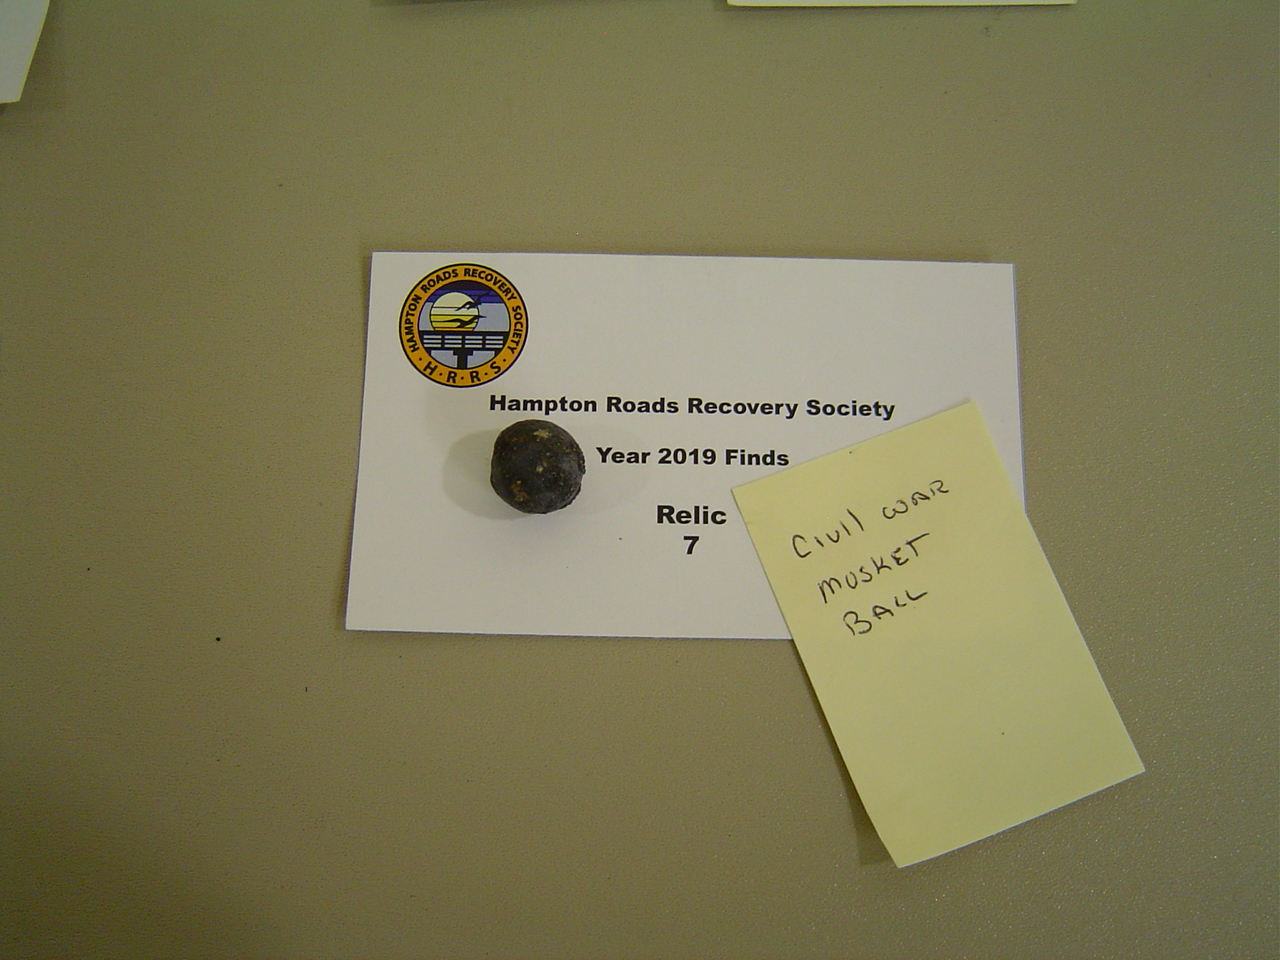 HAMPTON ROADS RECOVERY SOCIETY
· H · R · R · S ·
Hampton Roads Recovery Society
Year 2019 Finds
Relic
7
Civil WAR
MUSKET
BALL